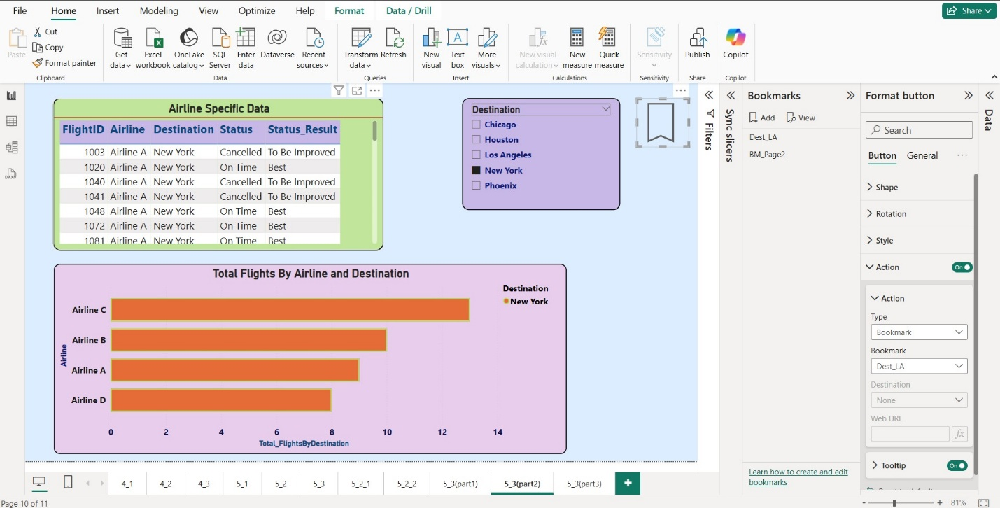 File Home Insert Modeling View Optimize Help Format Data / Drill Share
Paste
Cut
Copy
Format painter
Clipboard
Get data
Excel workbook
OneLake catalog
SQL Server
Enter data
Dataverse
Recent sources
Data
Transform data
Refresh
Queries
New visual
Text box
More visuals
Insert
New visual calculation
New measure
Quick measure
Calculations
Sensitivity
Sensitivity
Publish
Share
Copilot
Copilot
Airline Specific Data
FlightID Airline Destination Status Status_Result
1003 Airline A New York Cancelled To Be Improved
1020 Airline A New York On Time Best
1040 Airline A New York Cancelled To Be Improved
1041 Airline A New York Cancelled To Be Improved
1048 Airline A New York On Time Best
1072 Airline A New York On Time Best
1081 Airline A New York On Time Best
Destination
Chicago
Houston
Los Angeles
New York
Phoenix
Total Flights By Airline and Destination
Destination
New York
Airline
Airline C
Airline B
Airline A
Airline D
0 2 4 6 8 10 12 14
Total_FlightsByDestination
Filters
Sync slicers
Bookmarks
Add View
Dest_LA
BM_Page2
Learn how to create and edit
bookmarks
Format button
Search
Button General
Shape
Rotation
Style
Action On
Action
Type
Bookmark
Bookmark
Dest_LA
Destination
None
Web URL
fx
Tooltip On
Data
4_1 4_2 4_3 5_1 5_2 5_3 5_2_1 5_2_2 5_3(part1) 5_3(part2) 5_3(part3) +
Page 10 of 11
- + 81%